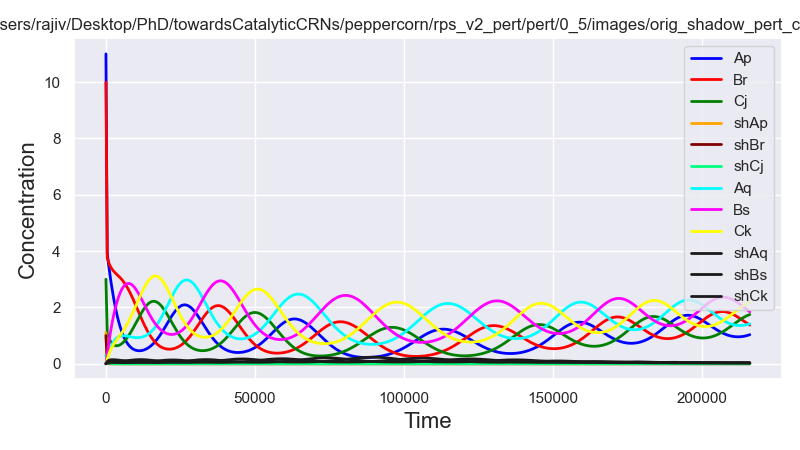 sers/rajiv/Desktop/PhD/towardsCatalyticCRNs/peppercorn/rps_v2_pert/pert/0_5/images/orig_shadow_pert_c
Concentration
10
8
6
4
2
0
0
50000
100000
150000
200000
Time
Ap
Br
Cj
shAp
shBr
shCj
Aq
Bs
Ck
shAq
shBs
shCk